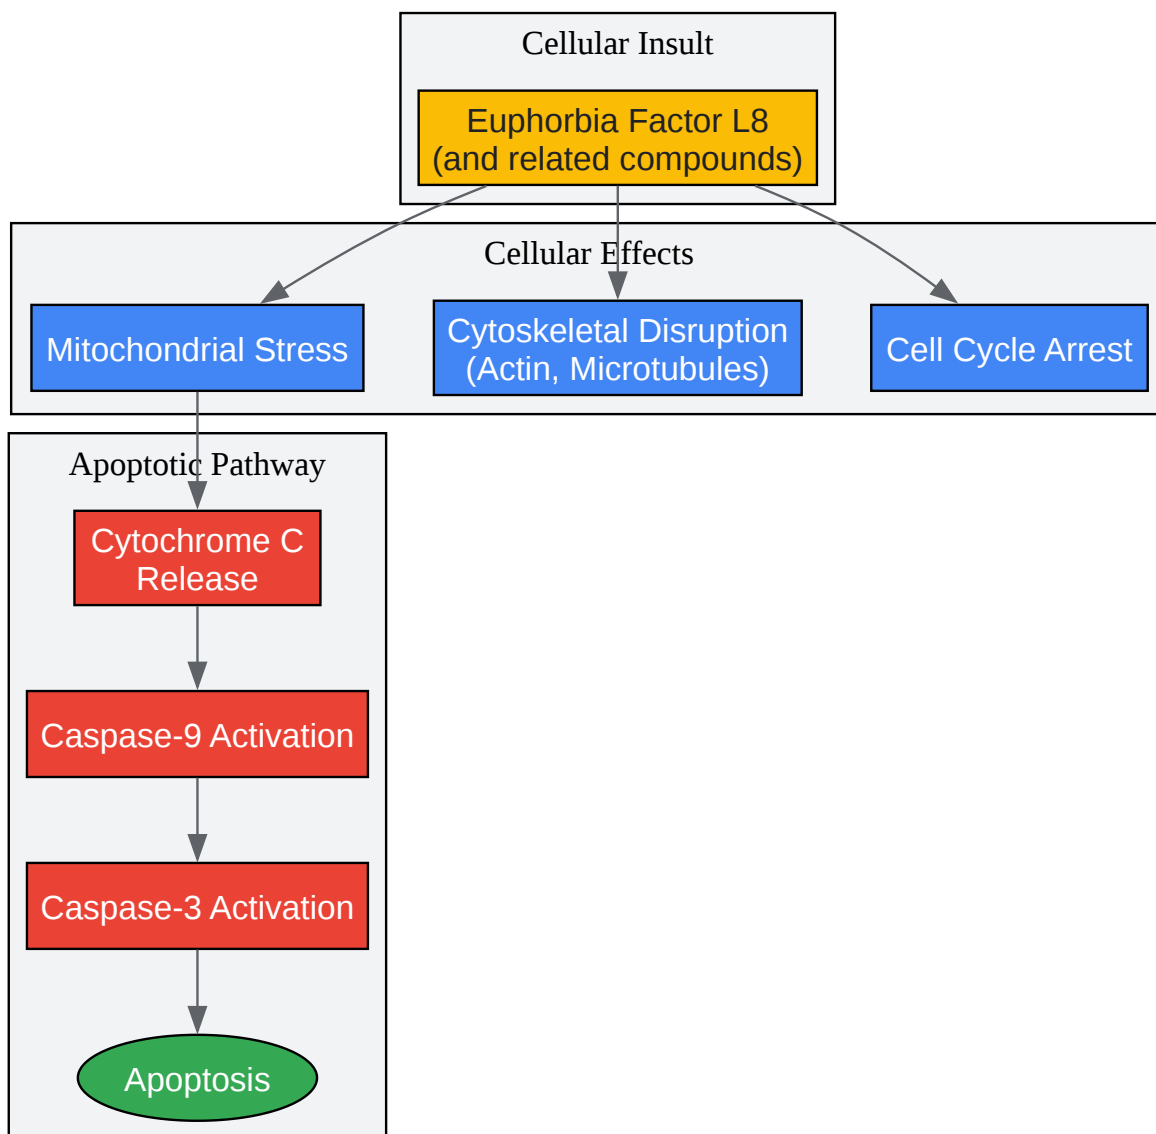 Cellular Insult
Euphorbia Factor L8
(and related compounds)
Cellular Effects
Mitochondrial Stress
Cytoskeletal Disruption
(Actin, Microtubules)
Cell Cycle Arrest
Apoptotic Pathway
Cytochrome C
Release
Caspase-9 Activation
Caspase-3 Activation
Apoptosis